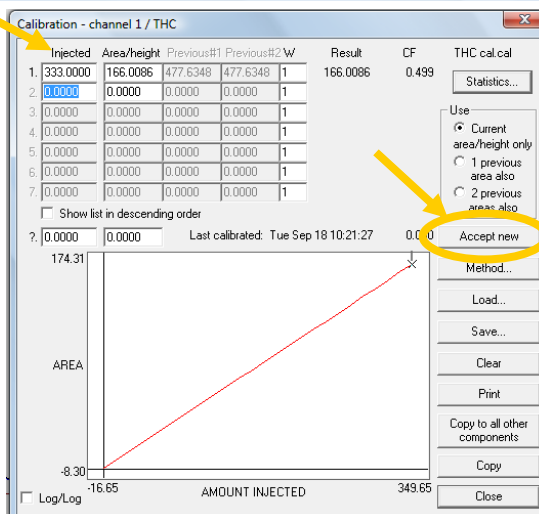 Calibration - channel 1 / THC
Injected Area/height Previous#1 Previous#2 W Result CF THC cal.cal
1. 333.0000 166.0086 477.6348 477.6348 1 166.0086 0.499
Statistics...
2. 0.0000 0.0000 0.0000 0.0000 1
3. 0.0000 0.0000 0.0000 0.0000 1
4. 0.0000 0.0000 0.0000 0.0000 1
5. 0.0000 0.0000 0.0000 0.0000 1
6. 0.0000 0.0000 0.0000 0.0000 1
7. 0.0000 0.0000 0.0000 0.0000 1
Use
Current
area/height only
1 previous
area also
2 previous
areas also
Show list in descending order
?. 0.0000 0.0000 Last calibrated: Tue Sep 18 10:21:27 0.000
Accept new
Method...
Load...
Save...
Clear
Print
Copy to all other
components
Copy
Close
174.31
AREA
-8.30
-16.65 AMOUNT INJECTED 349.65
Log/Log